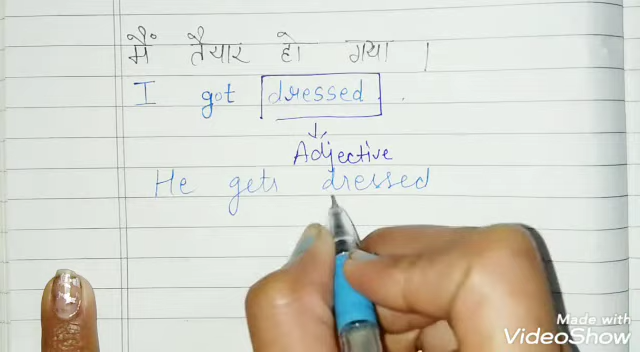 मैं तैयार हो गया |
I got dressed .
Adjective
He gets dressed
Made with
VideoShow